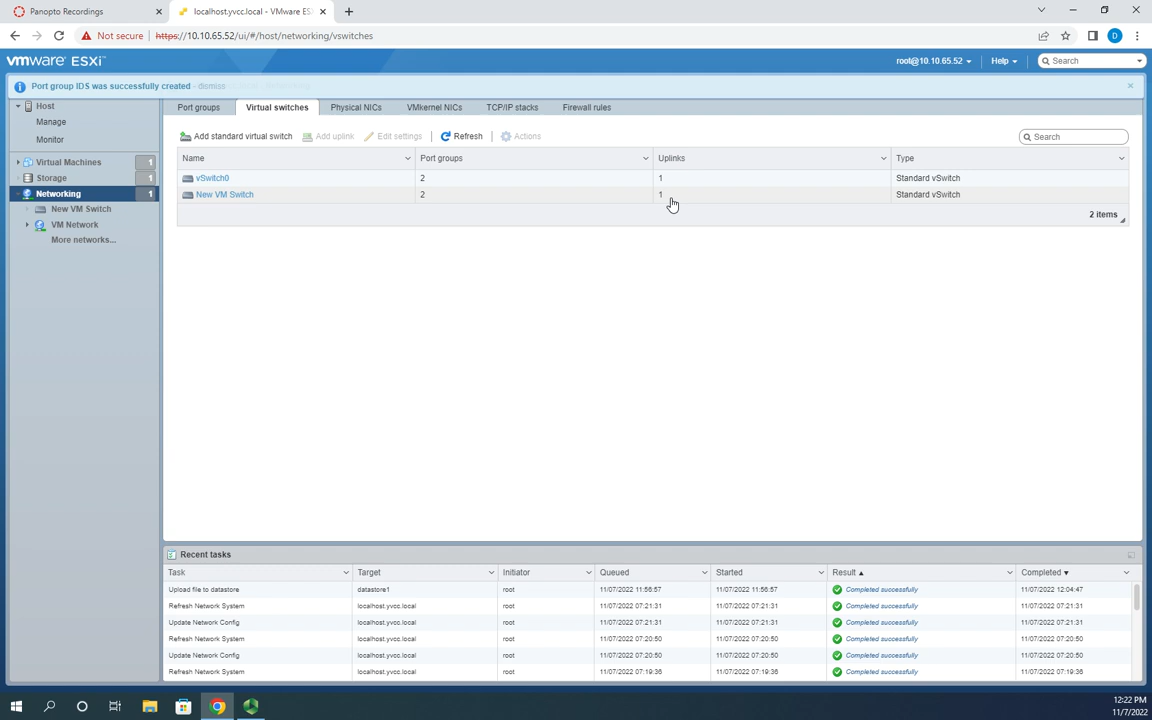 Panopto Recordings
localhost.yvcc.local - VMware ESX
Not secure https://10.10.65.52/ui/#/host/networking/vswitches
D
vmware ESXi
root@10.10.65.52 Help Search
Port group IDS was successfully created - dismiss
Host
Manage
Monitor
Virtual Machines 1
Storage 1
Networking 1
New VM Switch
VM Network
More networks...
Port groups Virtual switches Physical NICs VMkernel NICs TCP/IP stacks Firewall rules
Add standard virtual switch Add uplink Edit settings Refresh Actions Search
Name Port groups Uplinks Type
vSwitch0 2 1 Standard vSwitch
New VM Switch 2 1 Standard vSwitch
2 items
Recent tasks
Task Target Initiator Queued Started Result Completed
Upload file to datastore datastore1 root 11/07/2022 11:56:57 11/07/2022 11:56:57 Completed successfully 11/07/2022 12:04:47
Refresh Network System localhost.yvcc.local root 11/07/2022 07:21:31 11/07/2022 07:21:31 Completed successfully 11/07/2022 07:21:31
Update Network Config localhost.yvcc.local root 11/07/2022 07:21:31 11/07/2022 07:21:31 Completed successfully 11/07/2022 07:21:31
Refresh Network System localhost.yvcc.local root 11/07/2022 07:20:50 11/07/2022 07:20:50 Completed successfully 11/07/2022 07:20:50
Update Network Config localhost.yvcc.local root 11/07/2022 07:20:50 11/07/2022 07:20:50 Completed successfully 11/07/2022 07:20:50
Refresh Network System localhost.yvcc.local root 11/07/2022 07:19:36 11/07/2022 07:19:36 Completed successfully 11/07/2022 07:19:36
12:22 PM
11/7/2022